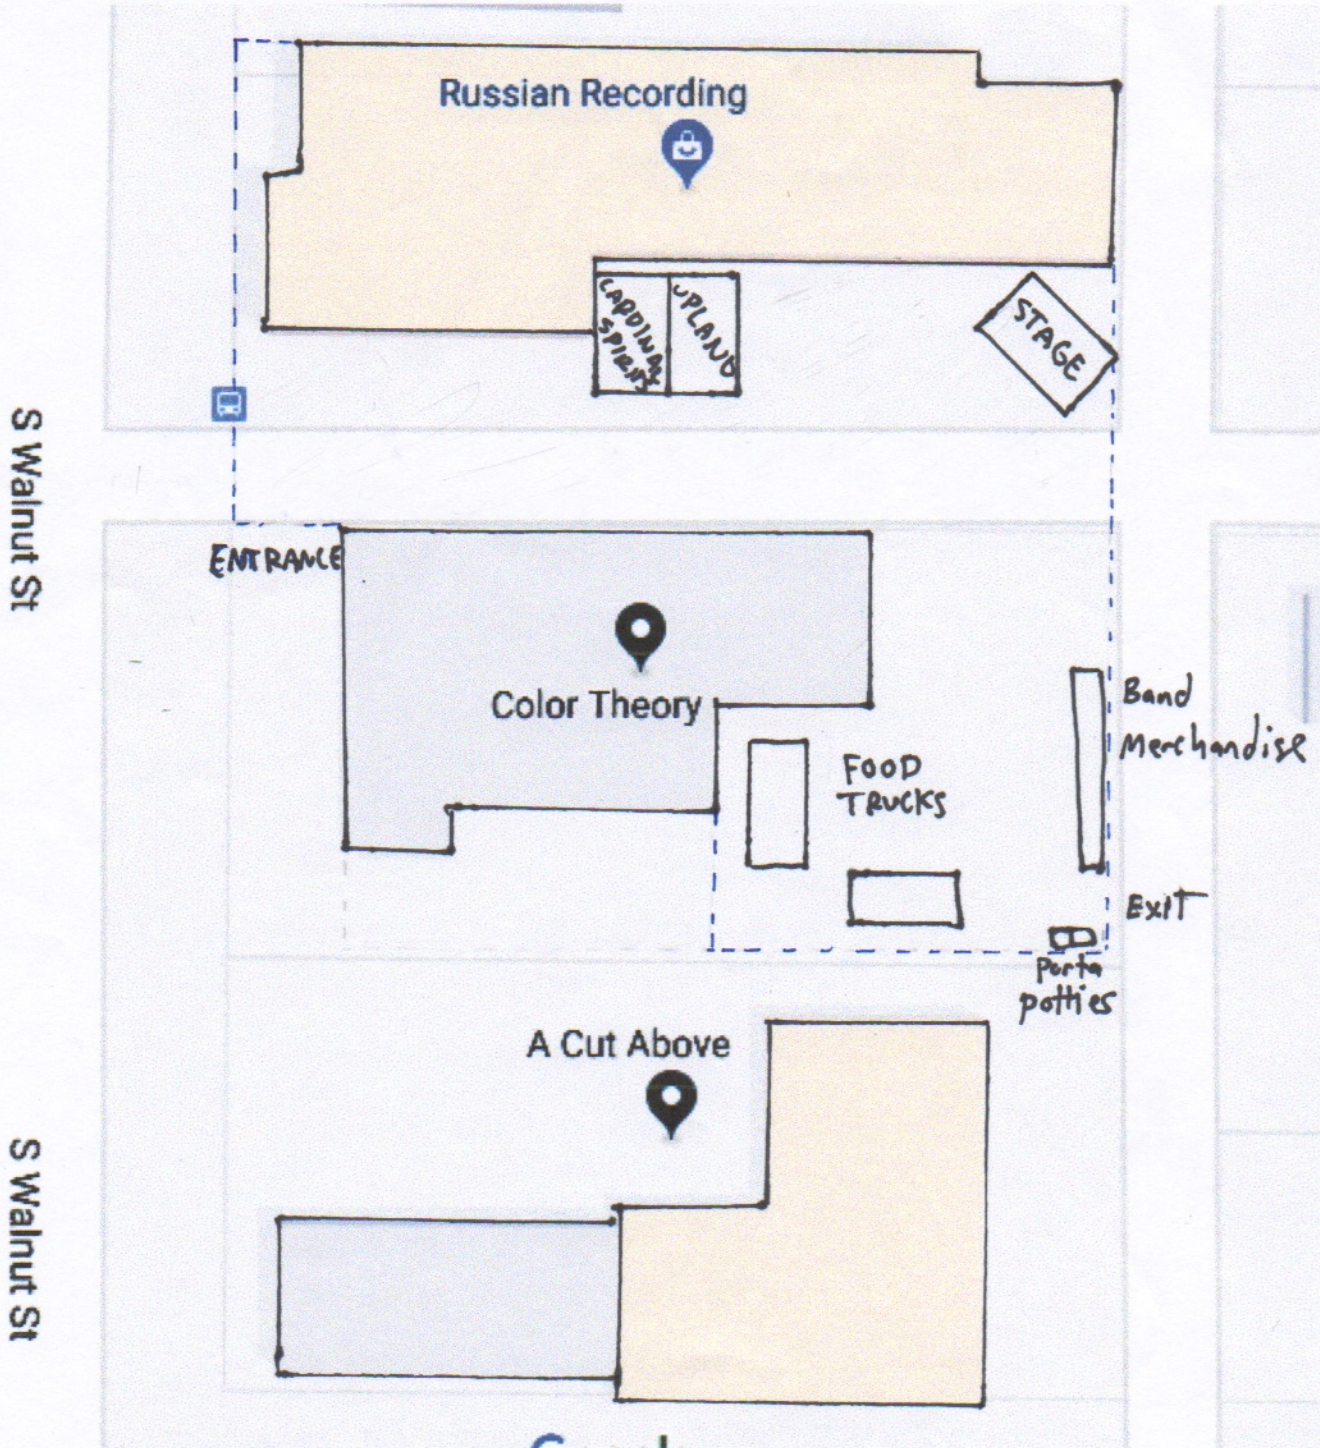 Russian Recording
CARDINAL
SPIRITS
UPLAND
STAGE
S Walnut St
ENTRANCE
Color Theory
Band
Merchandise
FOOD
TRUCKS
EXIT
Porta
potties
A Cut Above
S Walnut St